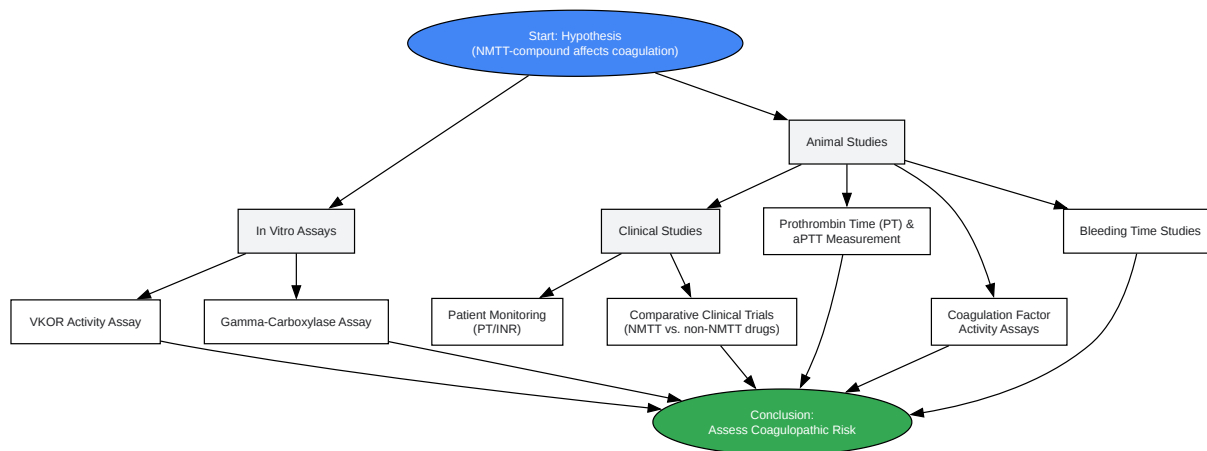 Start: Hypothesis
(NMTT-compound affects coagulation)
Animal Studies
In Vitro Assays
Clinical Studies
Prothrombin Time (PT) &
aPTT Measurement
Bleeding Time Studies
VKOR Activity Assay
Gamma-Carboxylase Assay
Patient Monitoring
(PT/INR)
Comparative Clinical Trials
(NMTT vs. non-NMTT drugs)
Coagulation Factor
Activity Assays
Conclusion:
Assess Coagulopathic Risk